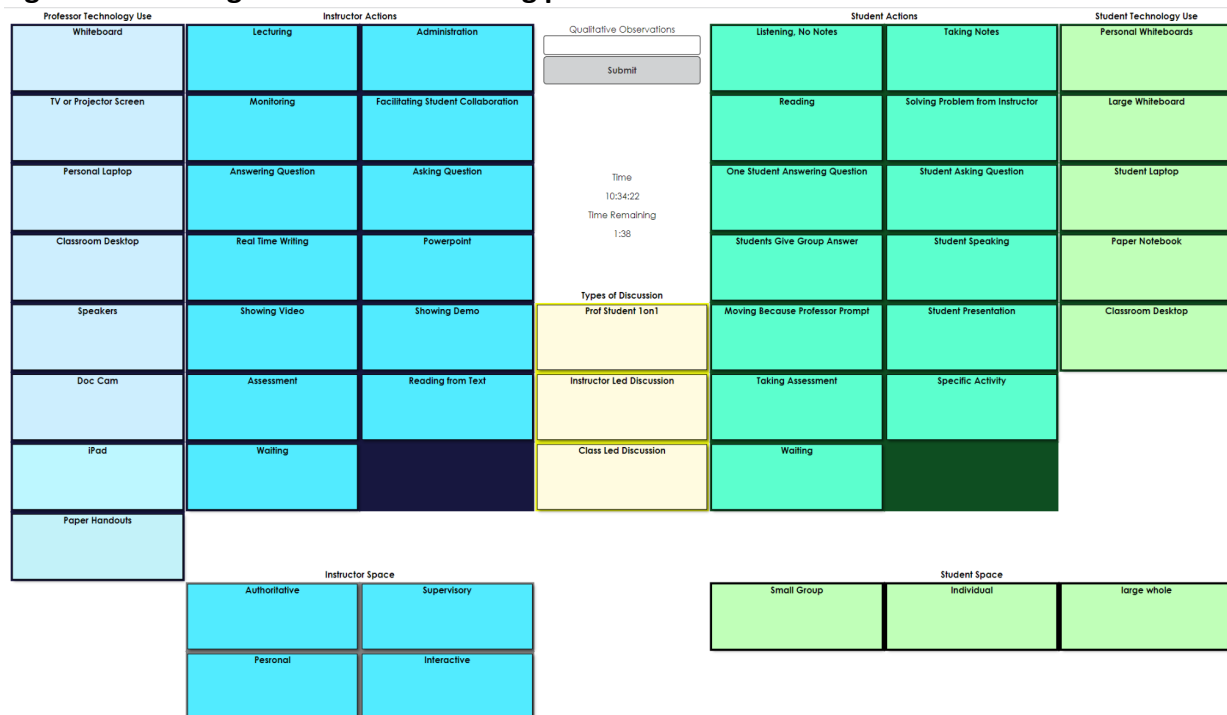 Professor Technology Use
Whiteboard
TV or Projector Screen
Personal Laptop
Classroom Desktop
Speakers
Doc Cam
iPad
Paper Handouts
Instructor Actions
Lecturing
Administration
Monitoring
Facilitating Student Collaboration
Answering Question
Asking Question
Real Time Writing
Powerpoint
Showing Video
Showing Demo
Assessment
Reading from Text
Waiting
Instructor Space
Authoritative
Supervisory
Pesronal
Interactive
Qualitative Observations
Submit
Time
10:34:22
Time Remaining
1:38
Types of Discussion
Prof Student 1on1
Instructor Led Discussion
Class Led Discussion
Student Actions
Listening, No Notes
Taking Notes
Reading
Solving Problem from Instructor
One Student Answering Question
Student Asking Question
Students Give Group Answer
Student Speaking
Moving Because Professor Prompt
Student Presentation
Taking Assessment
Specific Activity
Waiting
Student Technology Use
Personal Whiteboards
Large Whiteboard
Student Laptop
Paper Notebook
Classroom Desktop
Student Space
Small Group
Individual
large whole